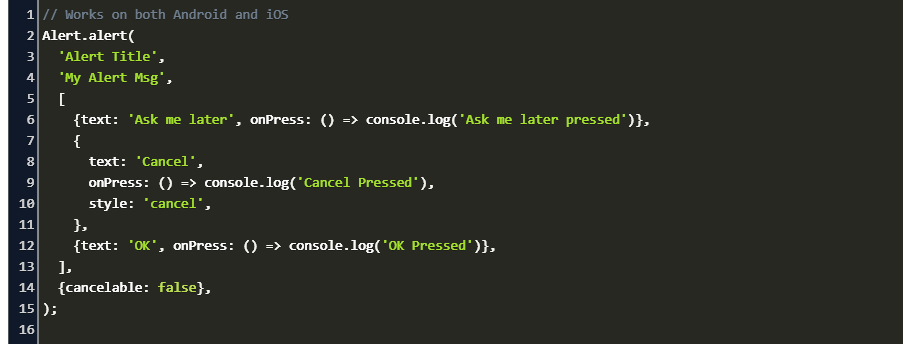 1 // Works on both Android and iOS
2 Alert.alert(
3   'Alert Title',
4   'My Alert Msg',
5   [
6     {text: 'Ask me later', onPress: () => console.log('Ask me later pressed')},
7     {
8       text: 'Cancel',
9       onPress: () => console.log('Cancel Pressed'),
10       style: 'cancel',
11     },
12     {text: 'OK', onPress: () => console.log('OK Pressed')},
13   ],
14   {cancelable: false},
15 );
16